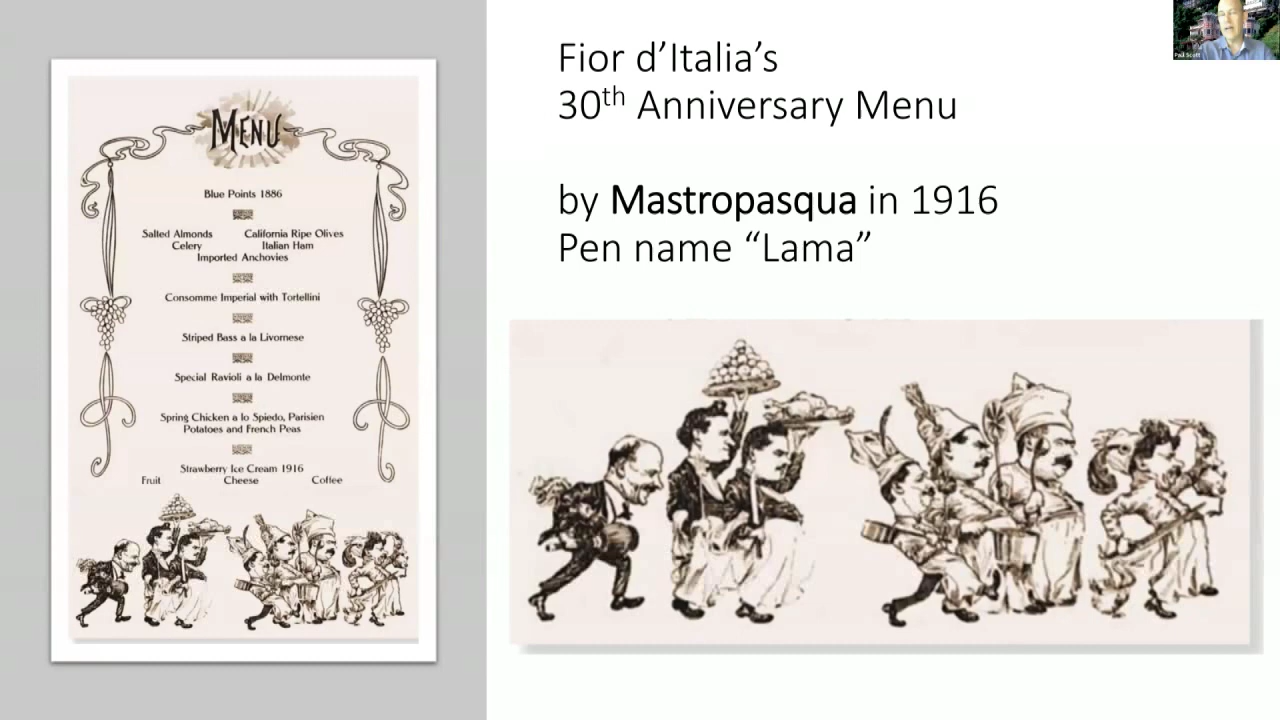 MENU
Blue Points 1886
Salted Almonds California Ripe Olives
Celery Italian Ham
Imported Anchovies
Consomme Imperial with Tortellini
Striped Bass a la Livornese
Special Ravioli a la Delmonte
Spring Chicken a lo Spiedo, Parisien
Potatoes and French Peas
Strawberry Ice Cream 1916
Fruit Cheese Coffee
Fior d’Italia’s
30th Anniversary Menu
by Mastropasqua in 1916
Pen name “Lama”
Paul Scott